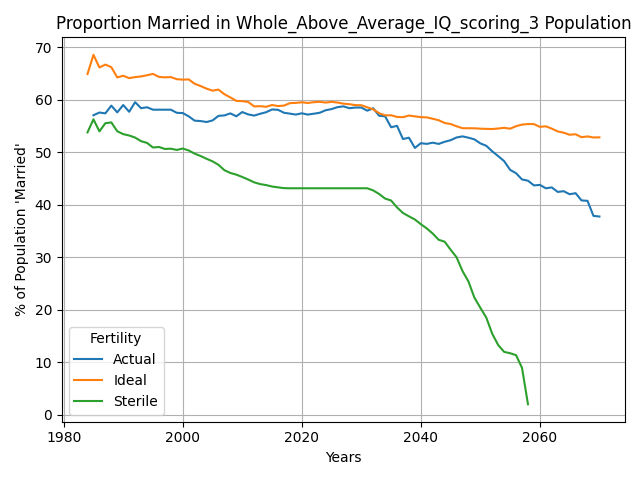 Proportion Married in Whole_Above_Average_IQ_scoring_3 Population
% of Population 'Married'
70
60
50
40
30
20
10
0
Fertility
Actual
Ideal
Sterile
1980
2000
2020
2040
2060
Years